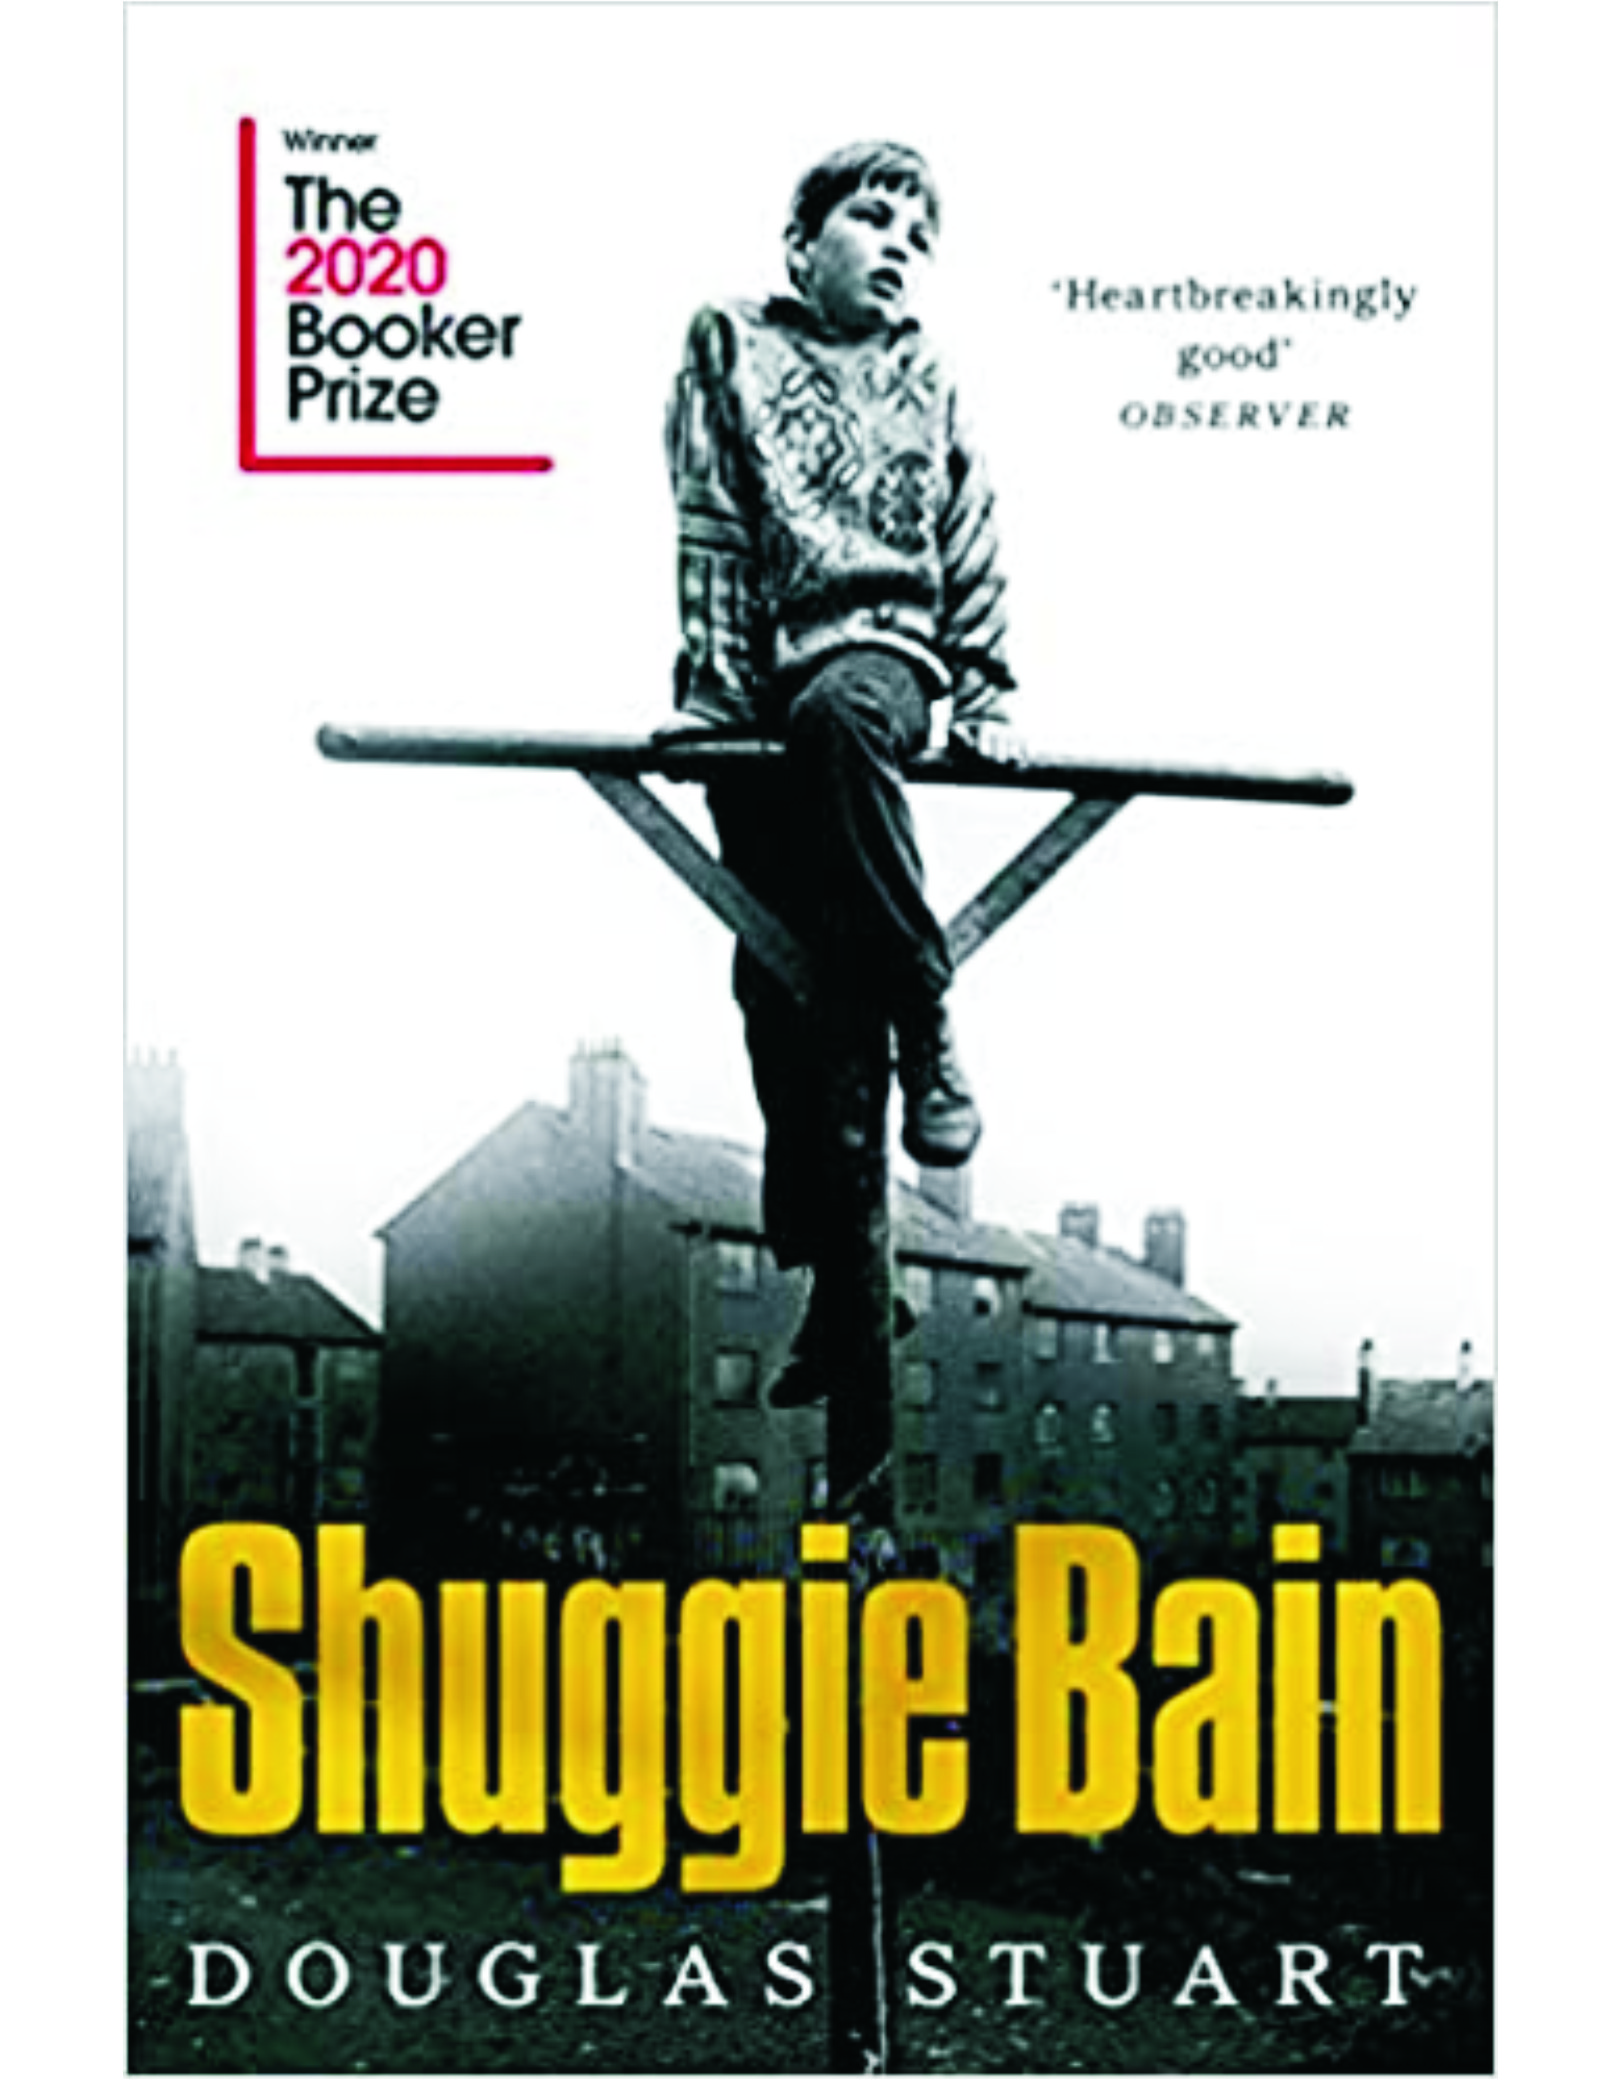 Winner
The
2020
Booker
Prize
‘Heartbreakingly
good’
OBSERVER
Shuggie Bain
DOUGLAS STUART